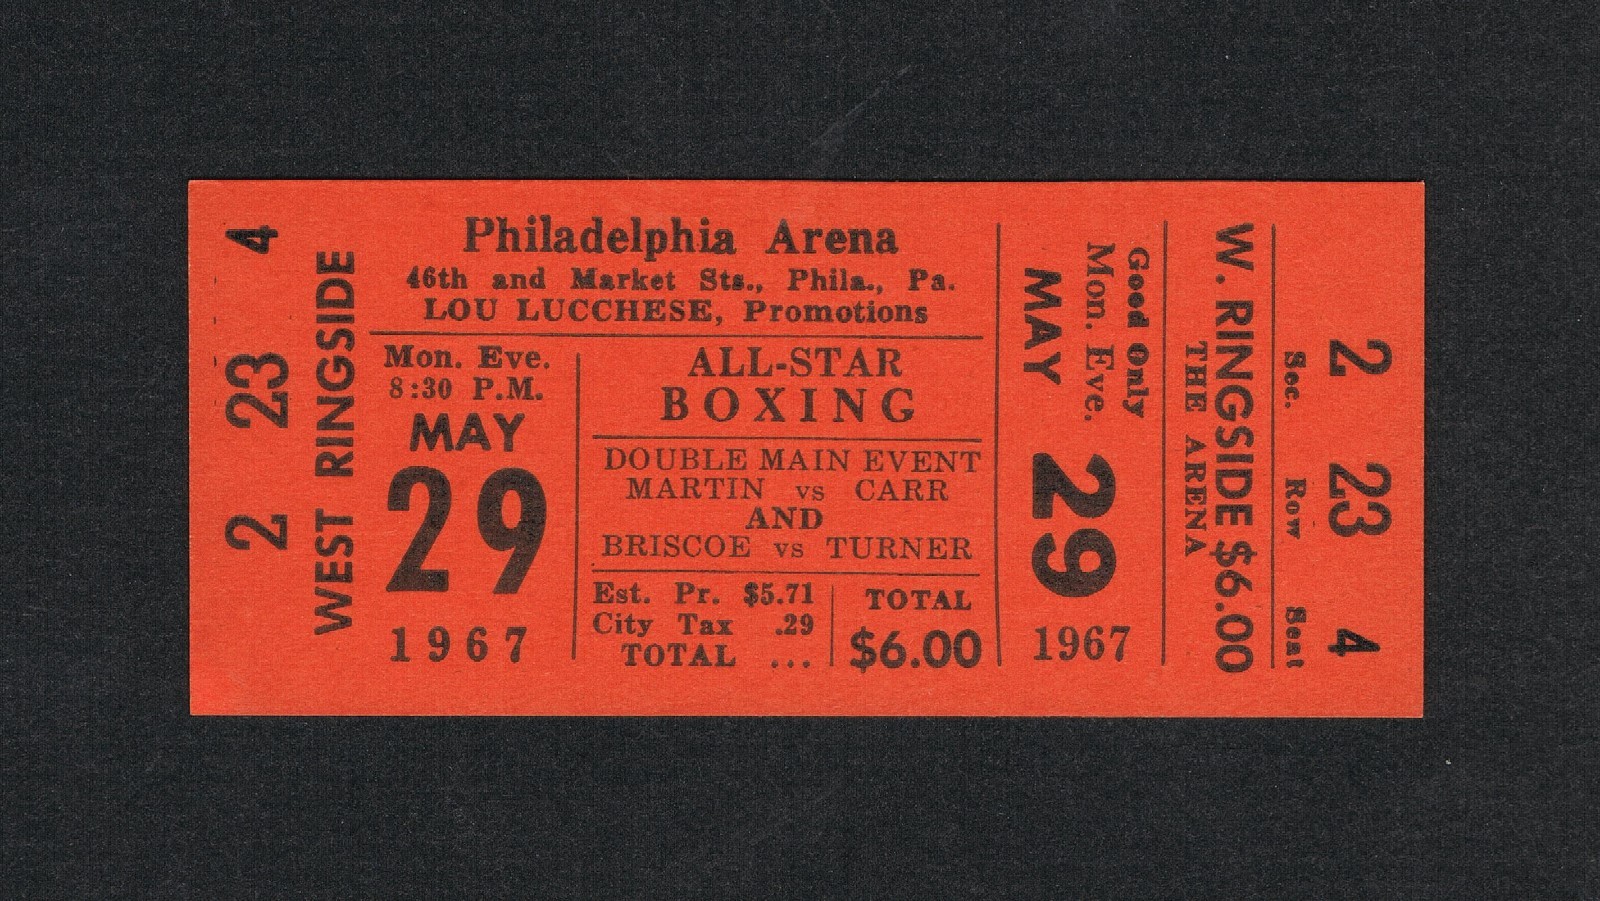 4
23
2
WEST RINGSIDE
Philadelphia Arena
46th and Market Sts., Phila., Pa.
LOU LUCCHESE, Promotions
Mon. Eve.
8:30 P.M.
MAY
29
1967
ALL-STAR
BOXING
DOUBLE MAIN EVENT
MARTIN vs CARR
AND
BRISCOE vs TURNER
Est. Pr. $5.71
City Tax .29
TOTAL ...
TOTAL
$6.00
Good Only
Mon. Eve.
MAY 29
1967
W. RINGSIDE $6.00
THE ARENA
2 23 4
Sec. Row Seat